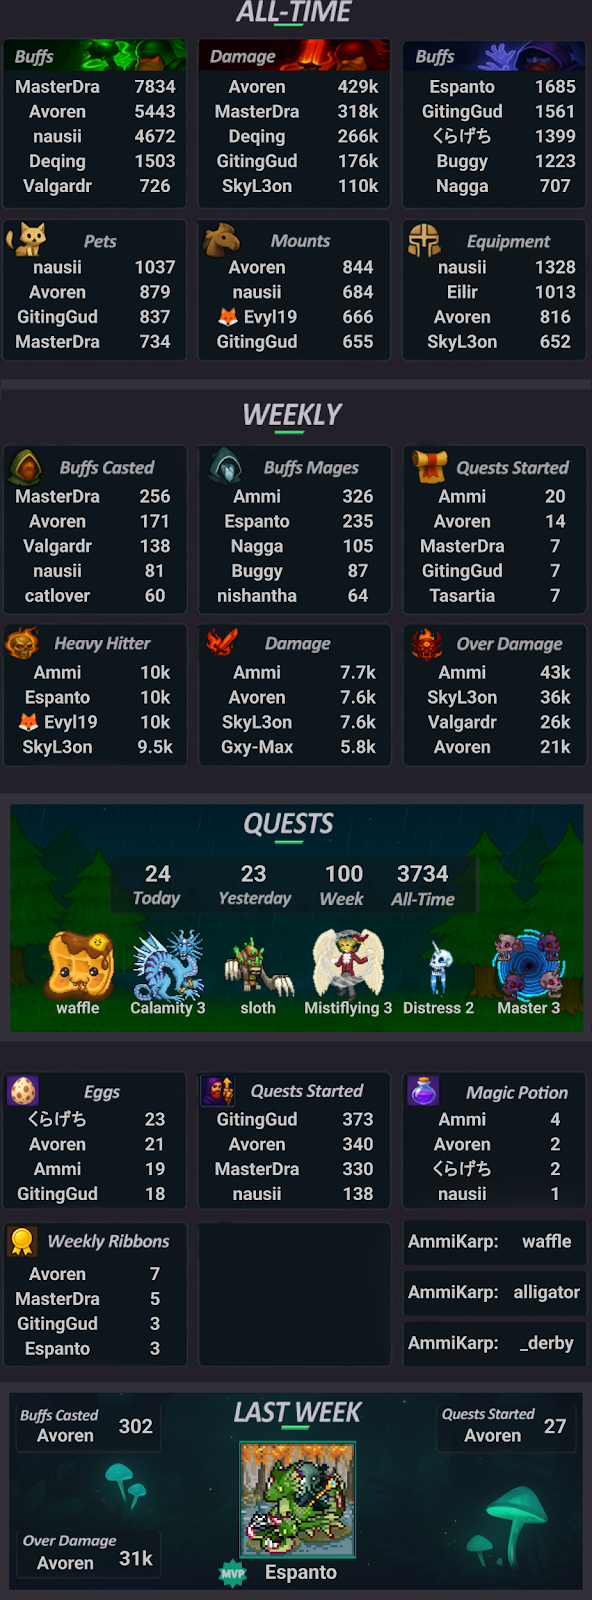 ALL-TIME
Buffs
MasterDra 7834
Avoren 5443
nausii 4672
Deqing 1503
Valgardr 726
Damage
Avoren 429k
MasterDra 318k
Deqing 266k
GitingGud 176k
SkyL3on 110k
Buffs
Espanto 1685
GitingGud 1561
くらげち 1399
Buggy 1223
Nagga 707
Pets
nausii 1037
Avoren 879
GitingGud 837
MasterDra 734
Mounts
Avoren 844
nausii 684
🦊 Evyl19 666
GitingGud 655
Equipment
nausii 1328
Eilir 1013
Avoren 816
SkyL3on 652
WEEKLY
Buffs Casted
MasterDra 256
Avoren 171
Valgardr 138
nausii 81
catlover 60
Buffs Mages
Ammi 326
Espanto 235
Nagga 105
Buggy 87
nishantha 64
Quests Started
Ammi 20
Avoren 14
MasterDra 7
GitingGud 7
Tasartia 7
Heavy Hitter
Ammi 10k
Espanto 10k
🦊 Evyl19 10k
SkyL3on 9.5k
Damage
Ammi 7.7k
Avoren 7.6k
SkyL3on 7.6k
Gxy-Max 5.8k
Over Damage
Ammi 43k
SkyL3on 36k
Valgardr 26k
Avoren 21k
QUESTS
24 23 100 3734
Today Yesterday Week All-Time
waffle Calamity 3 sloth Mistiflying 3 Distress 2 Master 3
Eggs
くらげち 23
Avoren 21
Ammi 19
GitingGud 18
Quests Started
GitingGud 373
Avoren 340
MasterDra 330
nausii 138
Magic Potion
Ammi 4
Avoren 2
くらげち 2
nausii 1
Weekly Ribbons
Avoren 7
MasterDra 5
GitingGud 3
Espanto 3
AmmiKarp: waffle
AmmiKarp: alligator
AmmiKarp: _derby
LAST WEEK
Buffs Casted
Avoren 302
Quests Started
Avoren 27
Over Damage
Avoren 31k
MVP Espanto